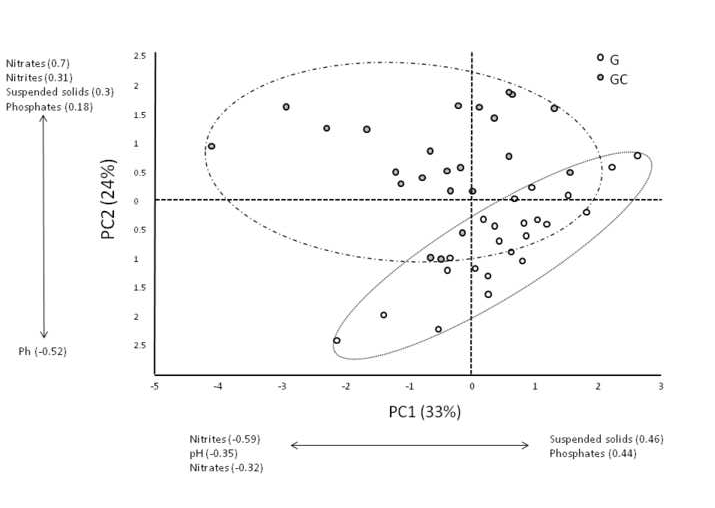 Nitrates (0.7)
Nitrites (0.31)
Suspended solids (0.3)
Phosphates (0.18)
Ph (-0.52)
PC2 (24%)
2.5
2
1.5
1
0.5
0
0.5
1
1.5
2
2.5
G
GC
-5
-4
-3
-2
-1
0
1
2
3
PC1 (33%)
Nitrites (-0.59)
pH (-0.35)
Nitrates (-0.32)
Suspended solids (0.46)
Phosphates (0.44)